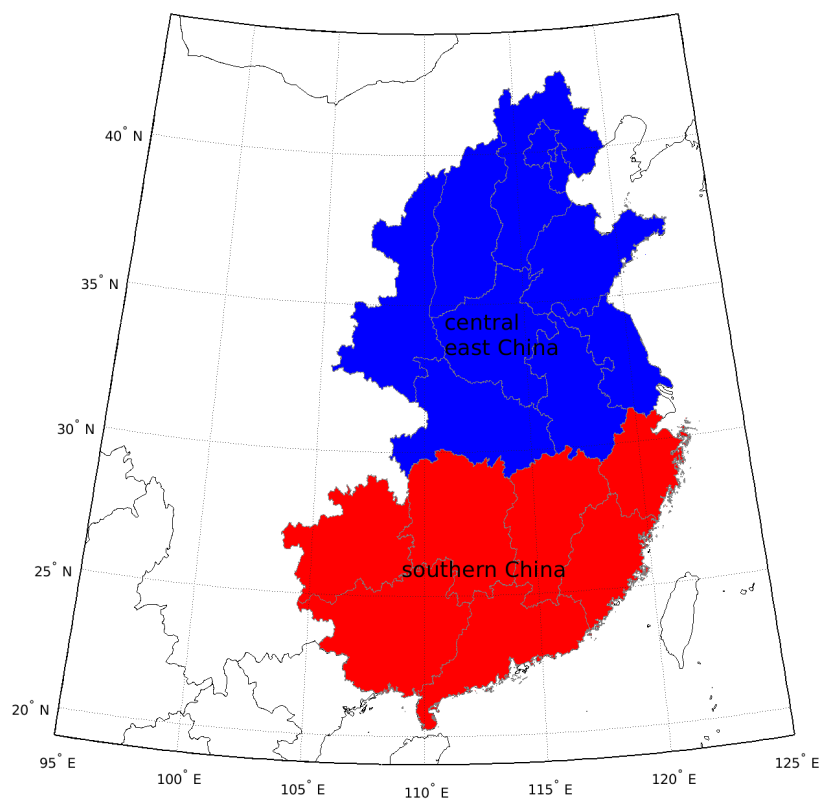 40° N
35° N
central
east China
30° N
25° N
southern China
20° N
95° E
100° E
105° E
110° E
115° E
120° E
125° E